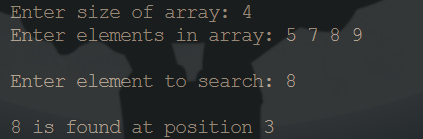 Enter size of array: 4
Enter elements in array: 5 7 8 9
Enter element to search: 8
8 is found at position 3